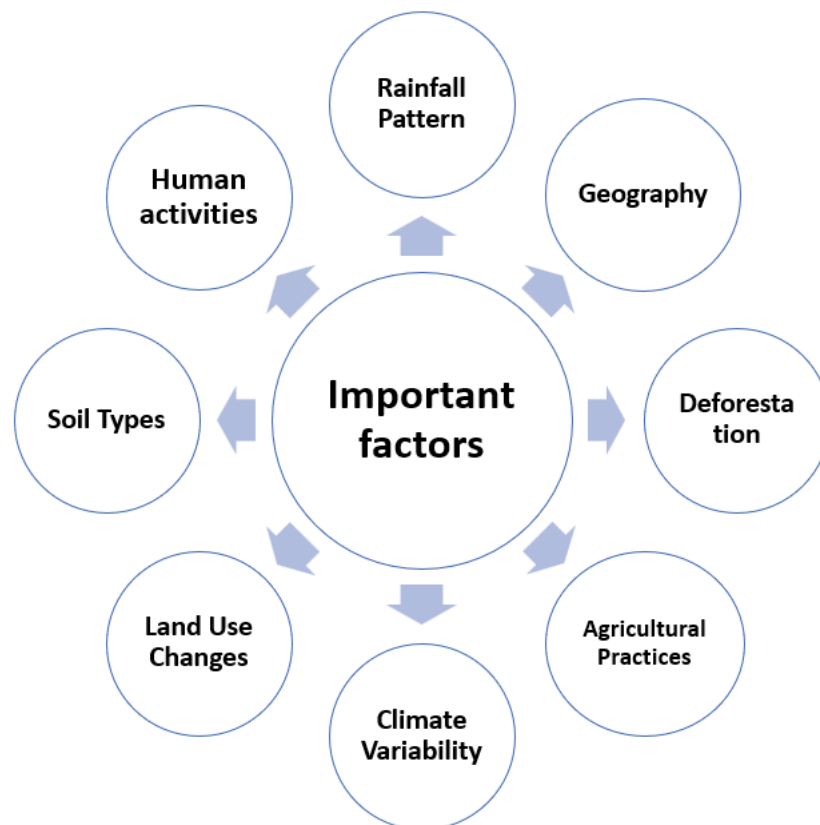 Rainfall
Pattern
Geography
Deforesta
tion
Agricultural
Practices
Climate
Variability
Land Use
Changes
Soil Types
Human
activities
Important
factors